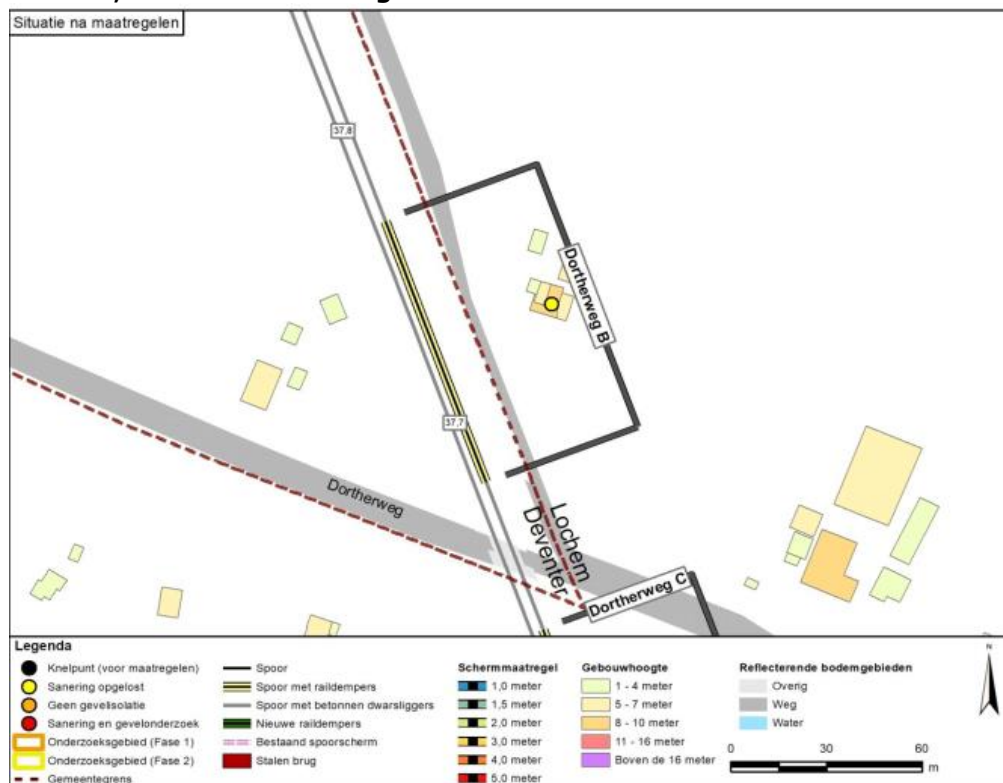 Situatie na maatregelen
37,8
Dortherweg B
37,7
Dortherweg
Lochem
Deventer
Dortherweg C
Legenda
Knelpunt (voor maatregelen)
Sanering opgelost
Geen gevelisolatie
Sanering en gevelonderzoek
Onderzoeksgebied (Fase 1)
Onderzoeksgebied (Fase 2)
Gemeentegrens
Spoor
Spoor met raildempers
Spoor met betonnen dwarsliggers
Nieuwe raildempers
Bestaand spoorscherm
Stalen brug
Schermmaatregel
1,0 meter
1,5 meter
2,0 meter
3,0 meter
4,0 meter
5,0 meter
Gebouwhoogte
1 - 4 meter
5 - 7 meter
8 - 10 meter
11 - 16 meter
Boven de 16 meter
Reflecterende bodemgebieden
Overig
Weg
Water
N
0 30 60
m